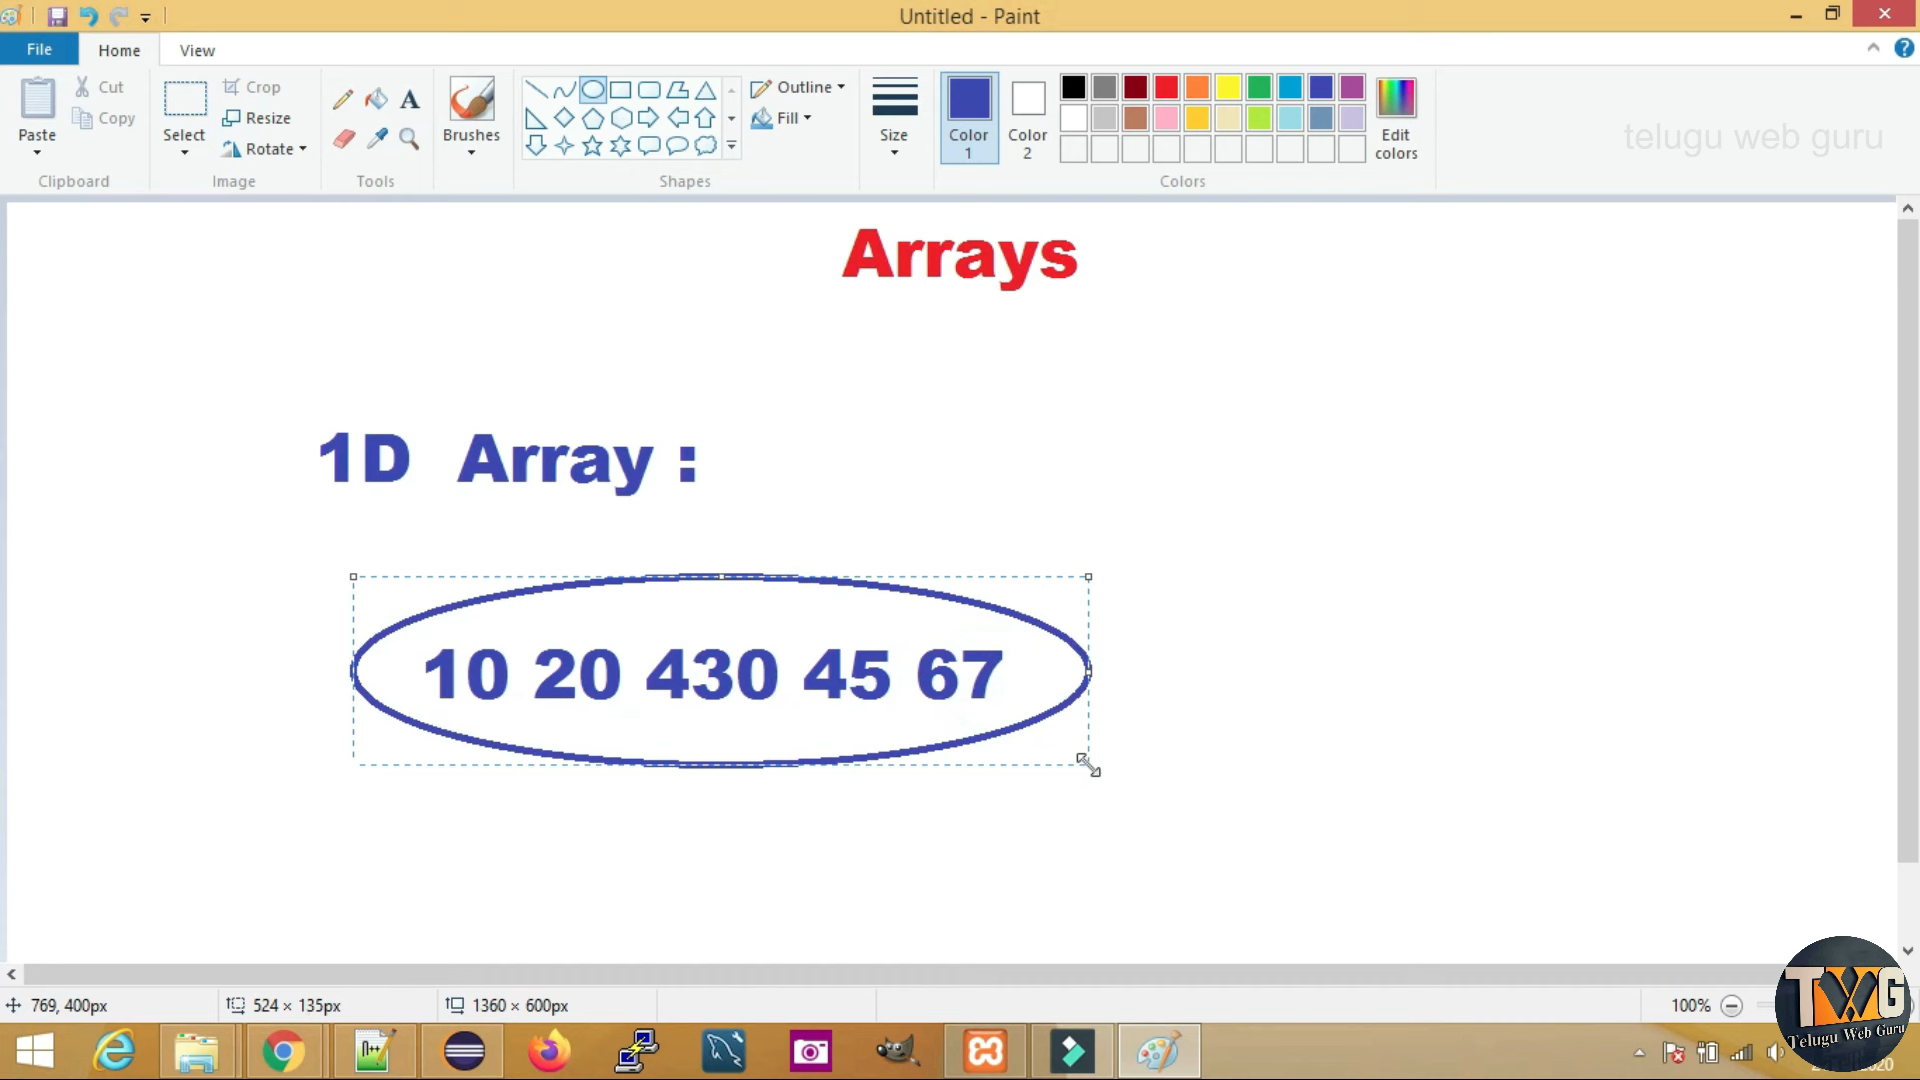 Untitled - Paint
File Home View
Paste
Cut
Copy
Clipboard
Select
Crop
Resize
Rotate
Image
A
Tools
Brushes
Shapes
Outline
Fill
Size
Color 1
Color 2
Edit colors
Colors
telugu web guru
Arrays
1D Array :
10 20 430 45 67
769, 400px
524 × 135px
1360 × 600px
100%
TWG
Telugu Web Guru